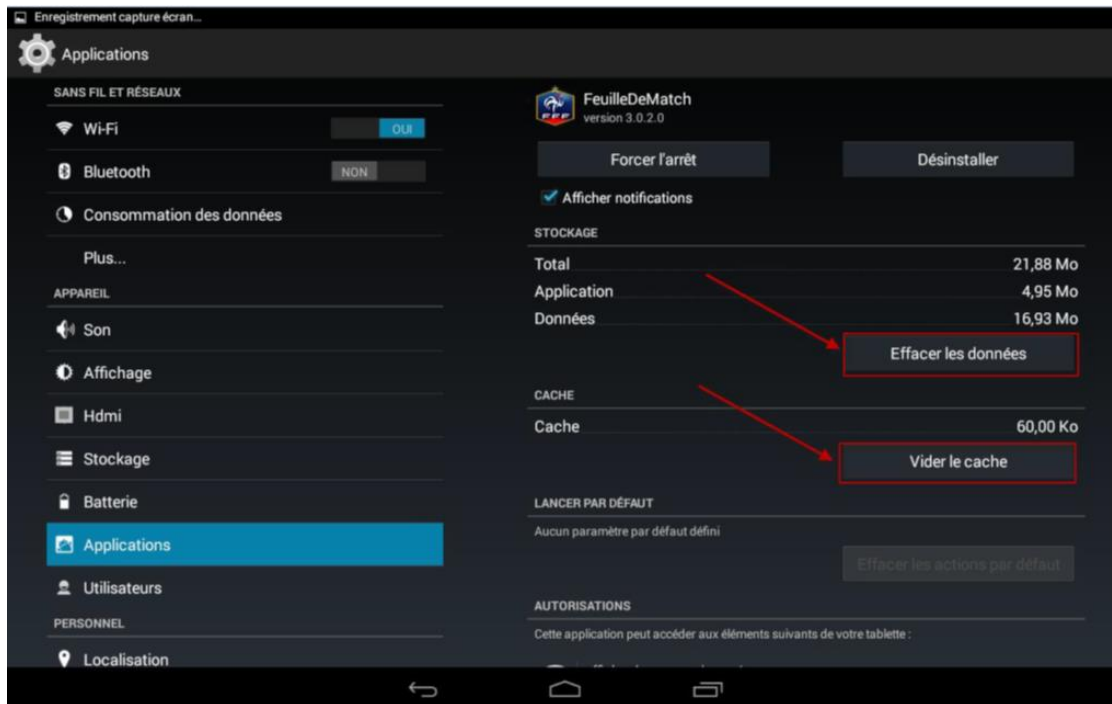 Enregistrement capture écran...
Applications
SANS FIL ET RÉSEAUX
Wi-Fi
OUI
Bluetooth
NON
Consommation des données
Plus...
APPAREIL
Son
Affichage
Hdmi
Stockage
Batterie
Applications
Utilisateurs
PERSONNEL
Localisation
FeuilleDeMatch
version 3.0.2.0
Forcer l'arrêt
Désinstaller
Afficher notifications
STOCKAGE
Total 21,88 Mo
Application 4,95 Mo
Données 16,93 Mo
Effacer les données
CACHE
Cache 60,00 Ko
Vider le cache
LANCER PAR DÉFAUT
Aucun paramètre par défaut défini
Effacer les actions par défaut
AUTORISATIONS
Cette application peut accéder aux éléments suivants de votre tablette :